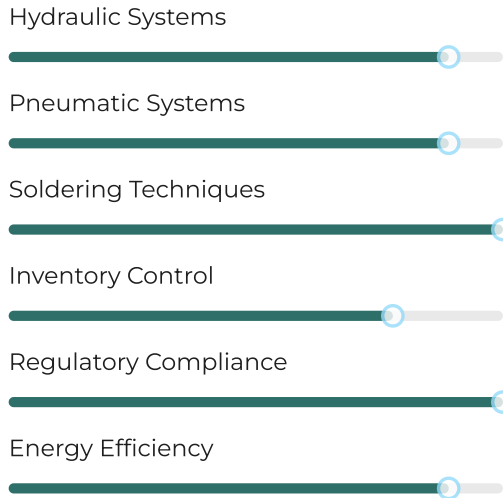 Hydraulic Systems
Pneumatic Systems
Soldering Techniques
Inventory Control
Regulatory Compliance
Energy Efficiency